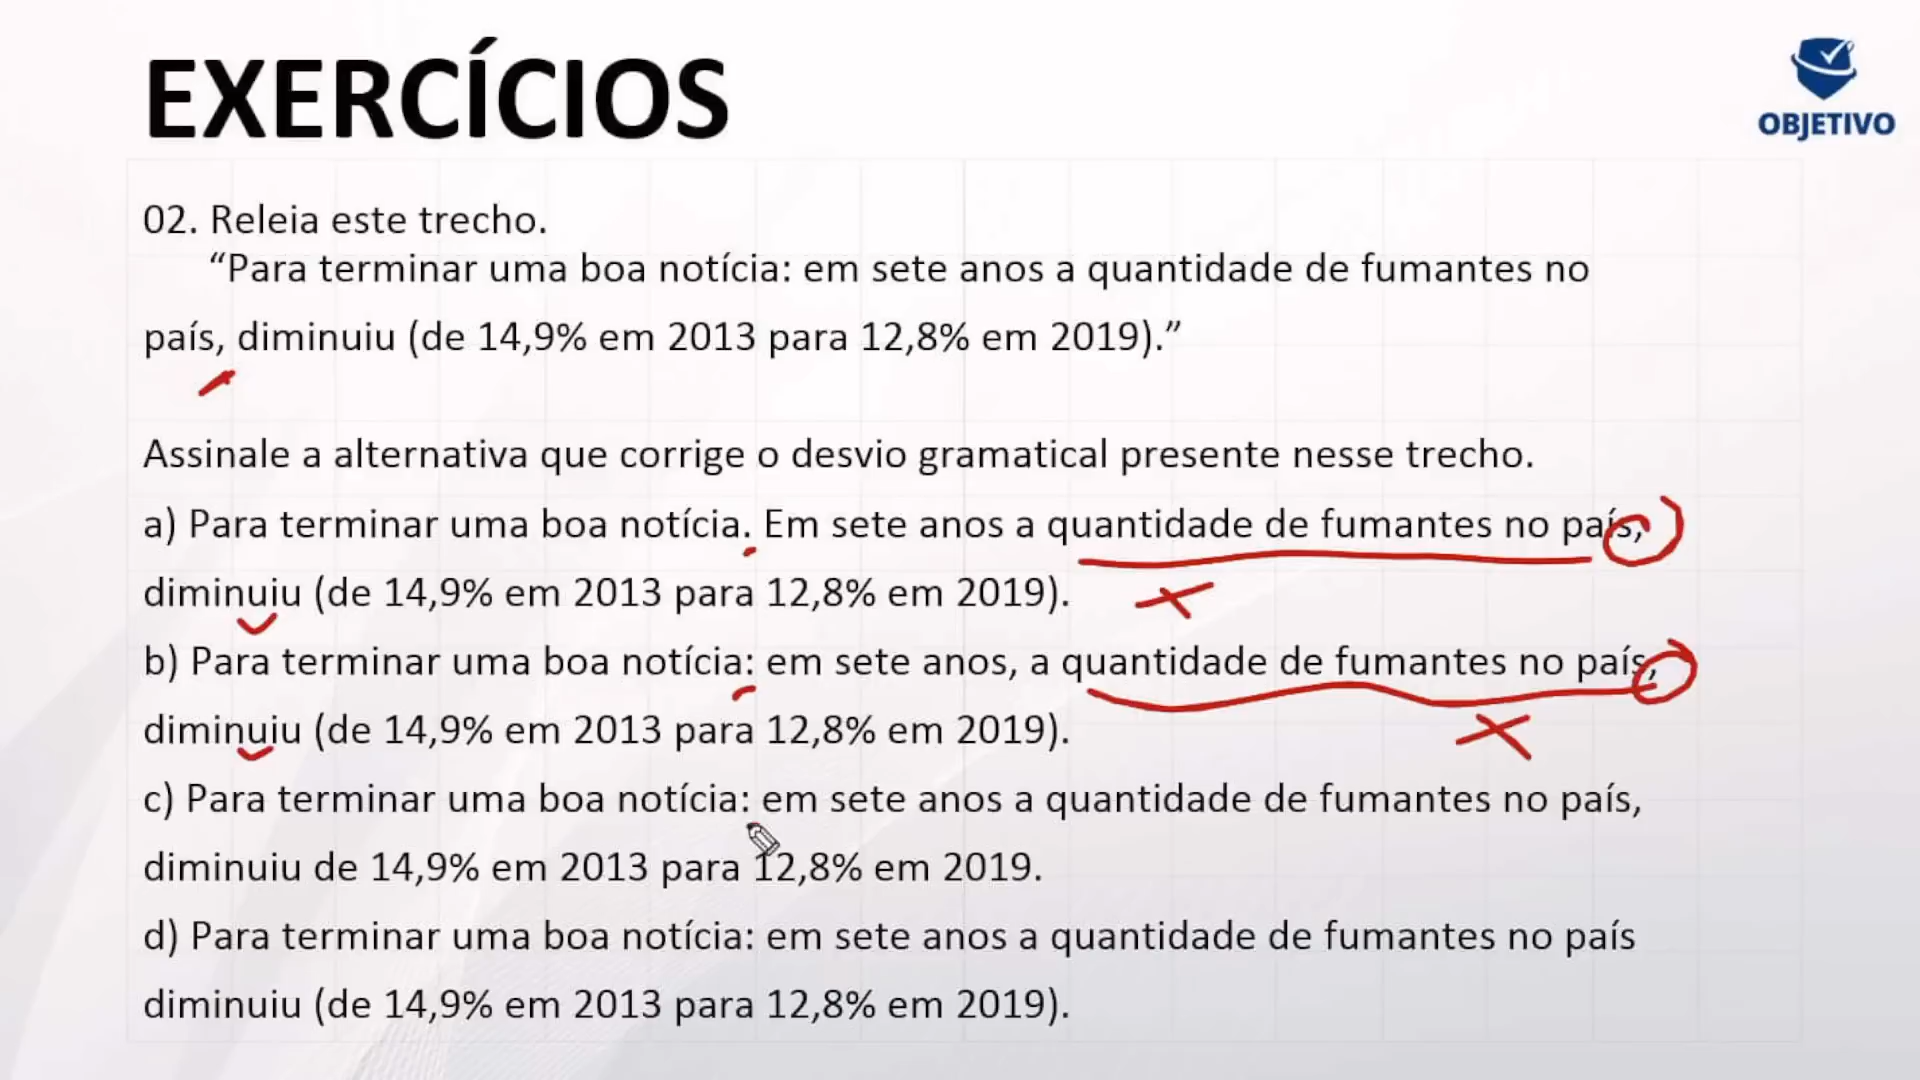 EXERCÍCIOS
OBJETIVO
02. Releia este trecho.
“Para terminar uma boa notícia: em sete anos a quantidade de fumantes no
país, diminuiu (de 14,9% em 2013 para 12,8% em 2019).”
Assinale a alternativa que corrige o desvio gramatical presente nesse trecho.
a) Para terminar uma boa notícia. Em sete anos a quantidade de fumantes no país,
diminuiu (de 14,9% em 2013 para 12,8% em 2019).
b) Para terminar uma boa notícia: em sete anos, a quantidade de fumantes no país,
diminuiu (de 14,9% em 2013 para 12,8% em 2019).
c) Para terminar uma boa notícia: em sete anos a quantidade de fumantes no país,
diminuiu de 14,9% em 2013 para 12,8% em 2019.
d) Para terminar uma boa notícia: em sete anos a quantidade de fumantes no país
diminuiu (de 14,9% em 2013 para 12,8% em 2019).